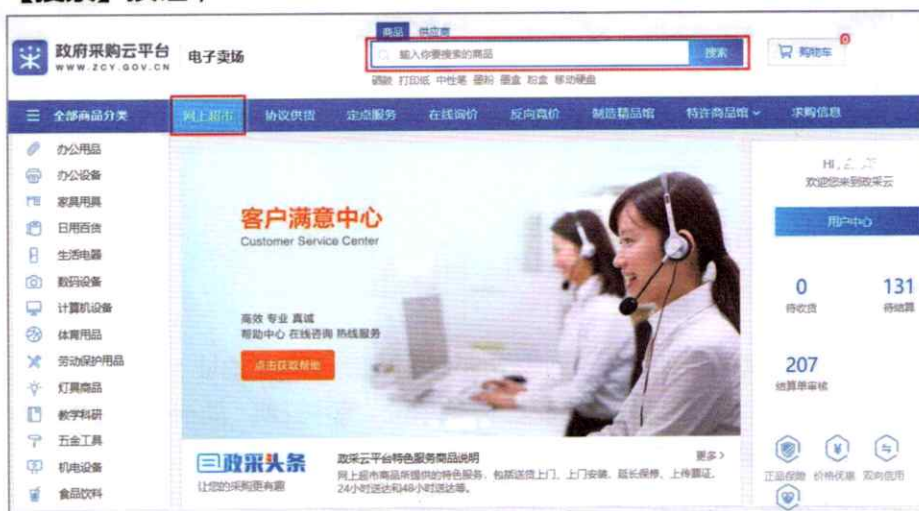 商品 供应商
政府采购云平台
WWW.ZCY.GOV.CN
电子卖场
输入你要搜索的商品
搜索
购物车
0
硒鼓 打印纸 中性笔 墨粉 墨盒 粉盒 移动硬盘
全部商品分类 网上超市 协议供货 定点服务 在线询价 反向竞价 制造精品馆 特许商品馆 求购信息
办公用品
办公设备
家具用具
日用百货
生活电器
数码设备
计算机设备
体育用品
劳动保护用品
灯具商品
教学科研
五金工具
机电设备
食品饮料
客户满意中心
Customer Service Center
高效 专业 真诚
帮助中心 在线咨询 热线服务
点击获取帮助
政采头条
让您的采购更有趣
政采云平台特色服务商品说明
更多>
网上超市商品所提供的特色服务，包括送货上门、上门安装、延长保修、上传票证、
24小时送达和48小时送达等。
HI,
欢迎您来到政采云
用户中心
0 131
待收货 待结算
207
结算单审核
正品保障 价格优惠 双向信用